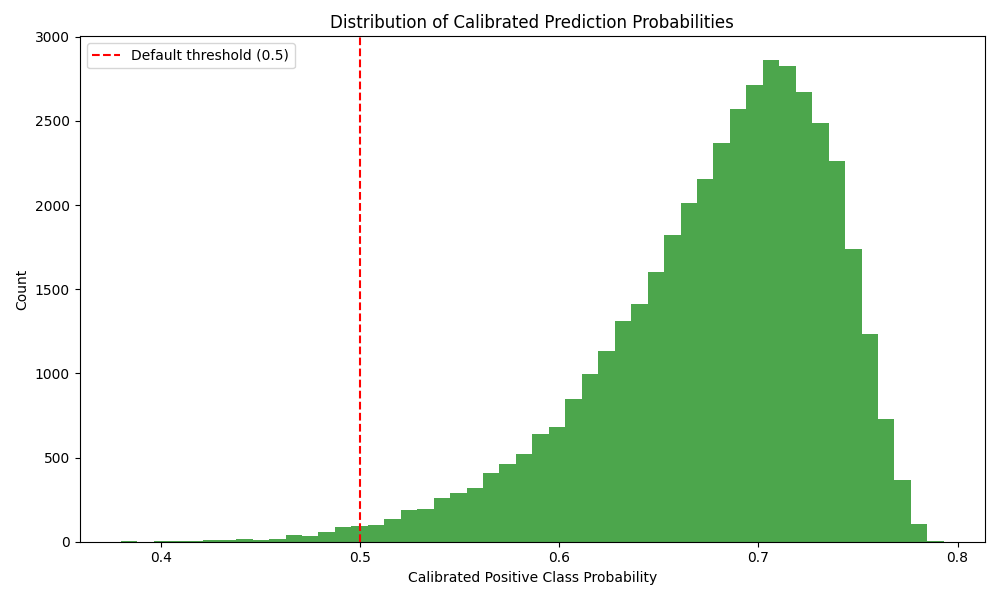 Distribution of Calibrated Prediction Probabilities
Default threshold (0.5)
3000
2500
2000
1500
1000
500
0
Count
0.4 0.5 0.6 0.7 0.8
Calibrated Positive Class Probability